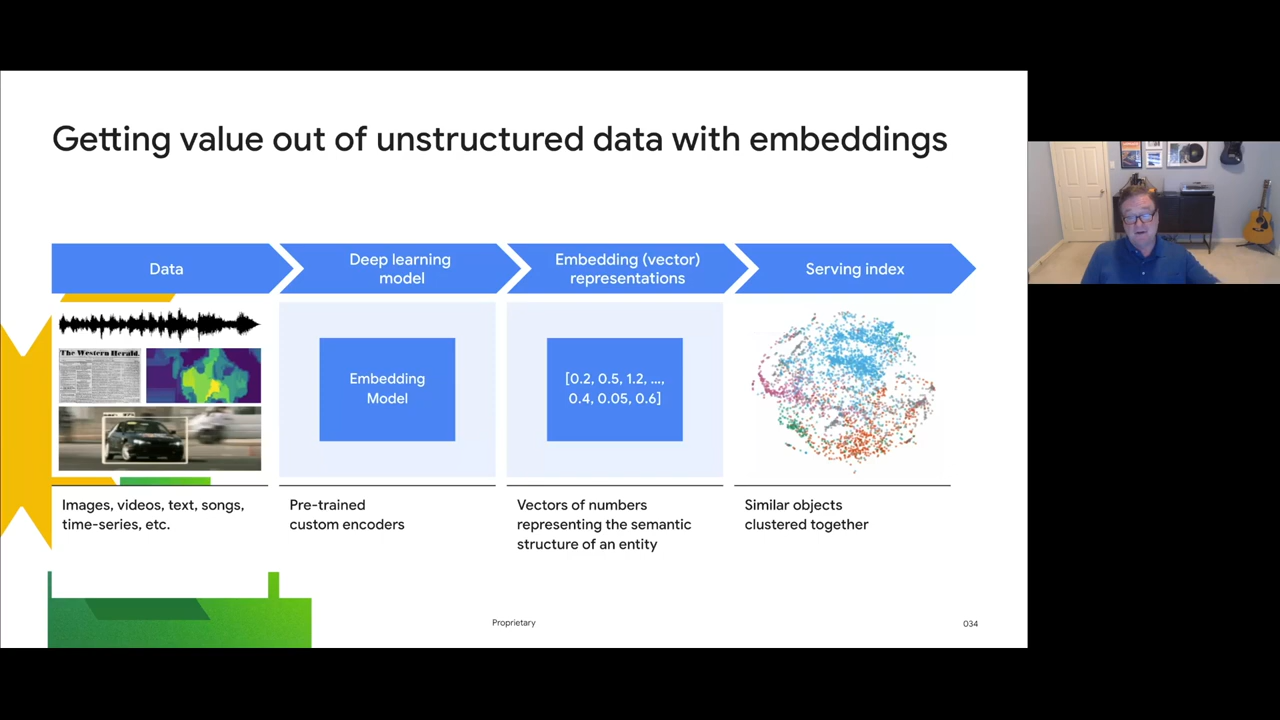 Getting value out of unstructured data with embeddings
Data
Deep learning
model
Embedding (vector)
representations
Serving index
The Western Herald.
Embedding
Model
[0.2, 0.5, 1.2, ...,
0.4, 0.05, 0.6]
Images, videos, text, songs,
time-series, etc.
Pre-trained
custom encoders
Vectors of numbers
representing the semantic
structure of an entity
Similar objects
clustered together
Proprietary
034